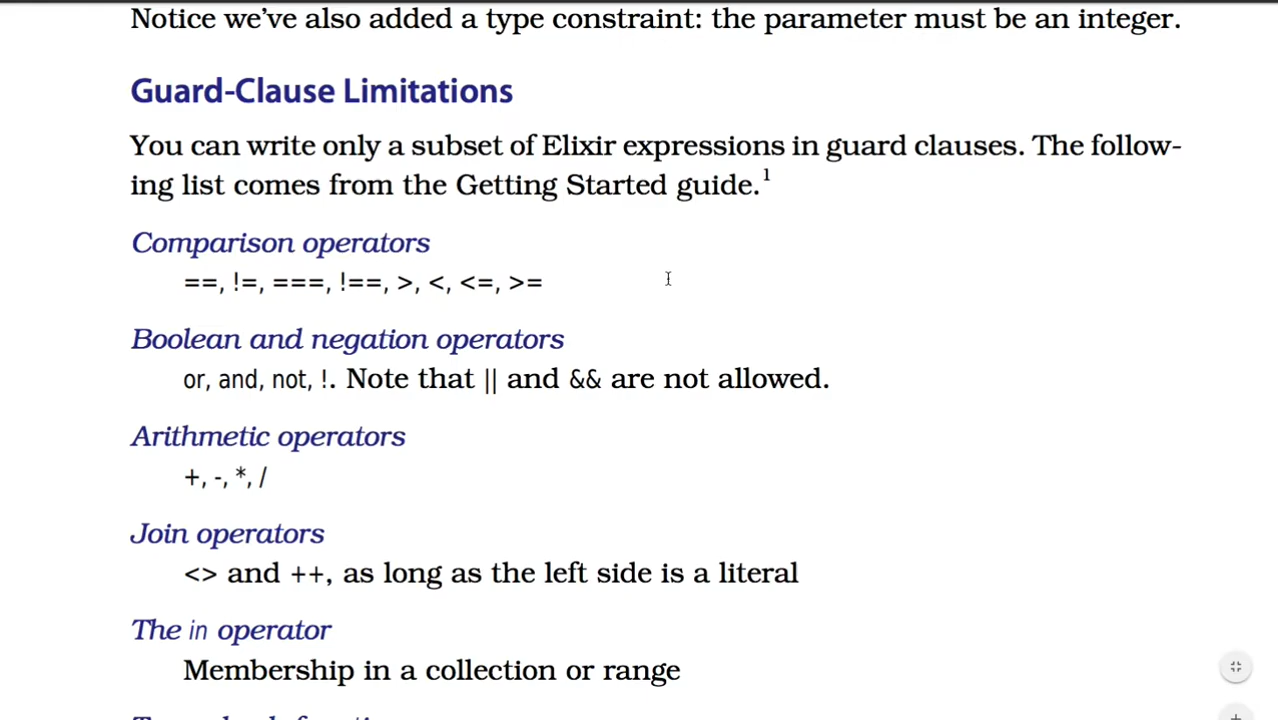 Notice we've also added a type constraint: the parameter must be an integer.
Guard-Clause Limitations
You can write only a subset of Elixir expressions in guard clauses. The follow-
ing list comes from the Getting Started guide.1
Comparison operators
==, !=, ===, !==, >, <, <=, >=
Boolean and negation operators
or, and, not, !. Note that || and && are not allowed.
Arithmetic operators
+, -, *, /
Join operators
<> and ++, as long as the left side is a literal
The in operator
Membership in a collection or range